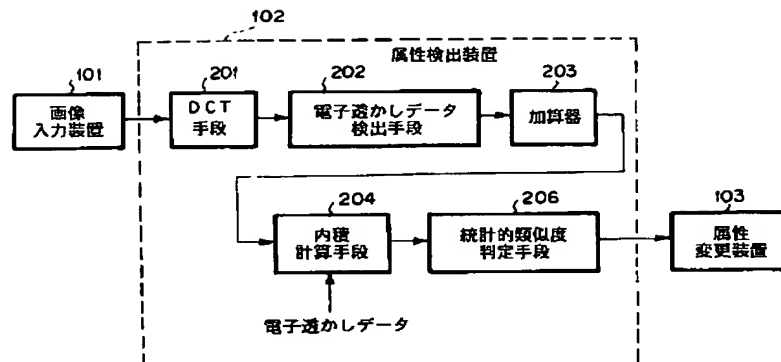 102
属性検出装置
101
画像
入力装置
201
DCT
手段
202
電子透かしデータ
検出手段
203
加算器
204
内積
計算手段
206
統計的類似度
判定手段
103
属性
変更装置
電子透かしデータ